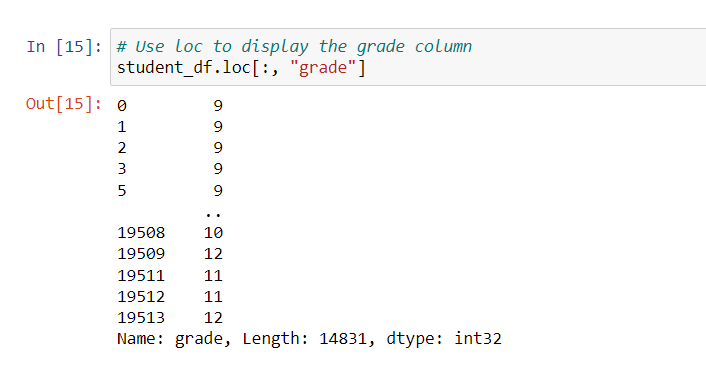 In [15]: # Use loc to display the grade column
student_df.loc[:, "grade"]
Out[15]: 0 9
1 9
2 9
3 9
5 9
..
19508 10
19509 12
19511 11
19512 11
19513 12
Name: grade, Length: 14831, dtype: int32